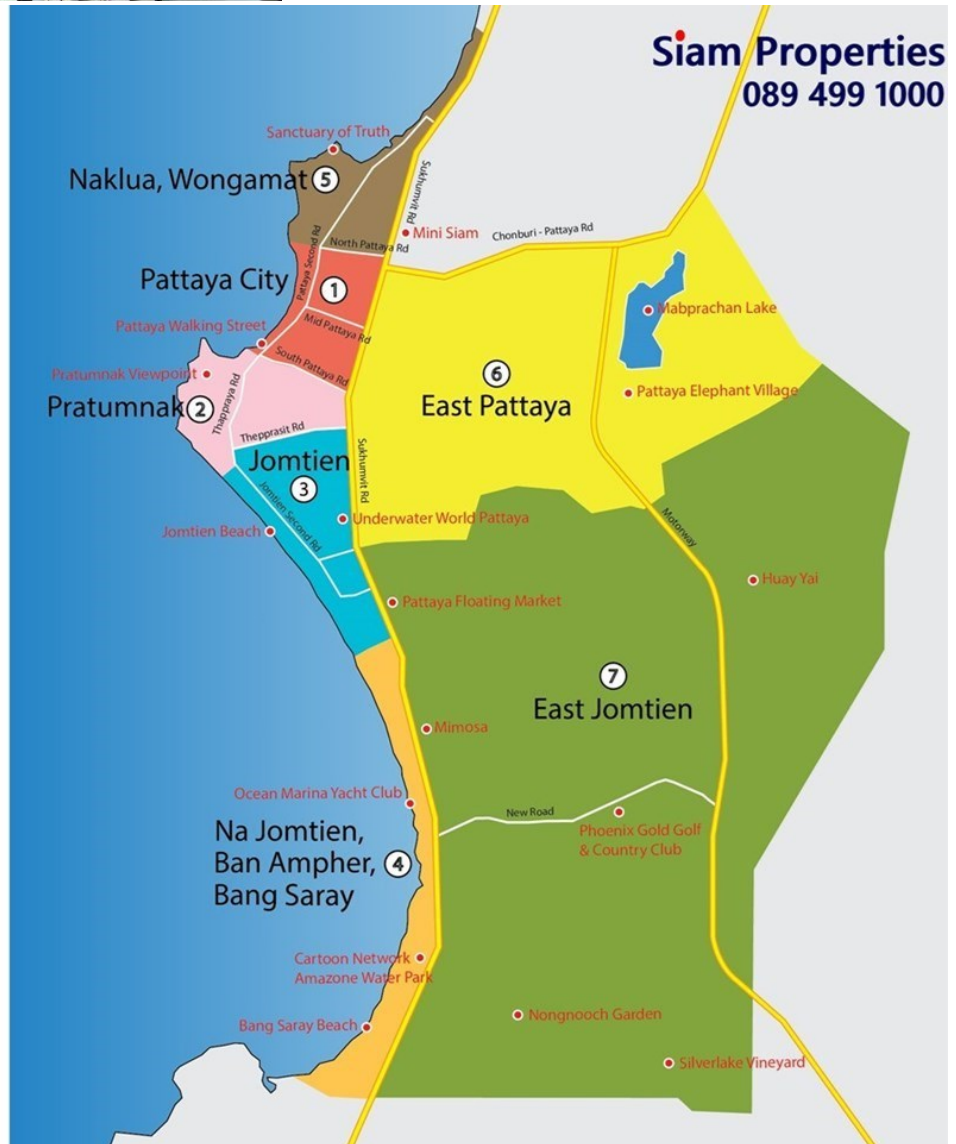 Siam Properties
089 499 1000
Sanctuary of Truth
Naklua, Wongamat 5
Sukhumvit Rd
Mini Siam
Chonburi - Pattaya Rd
North Pattaya Rd
Pattaya Second Rd
Pattaya City
1
Mabprachan Lake
Mid Pattaya Rd
Pattaya Walking Street
South Pattaya Rd
Pratumnak Viewpoint
6
East Pattaya
Pattaya Elephant Village
Pratumnak 2
Thappraya Rd
Thepprasit Rd
Jomtien
3
Sukhumvit Rd
Jomtien Second Rd
Underwater World Pattaya
Jomtien Beach
Motorway
Huay Yai
Pattaya Floating Market
7
East Jomtien
Mimosa
Ocean Marina Yacht Club
New Road
Phoenix Gold Golf
& Country Club
Na Jomtien,
Ban Ampher, 4
Bang Saray
Cartoon Network
Amazone Water Park
Bang Saray Beach
Nongnooch Garden
Silverlake Vineyard